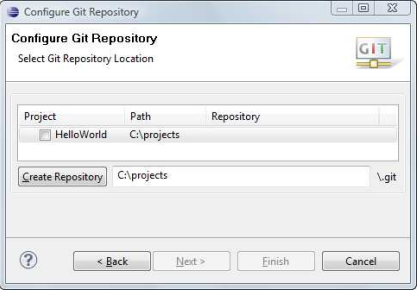 Configure Git Repository
Configure Git Repository
Select Git Repository Location
GIT
Project Path Repository
HelloWorld C:\projects
Create Repository C:\projects \.git
? < Back Next > Finish Cancel